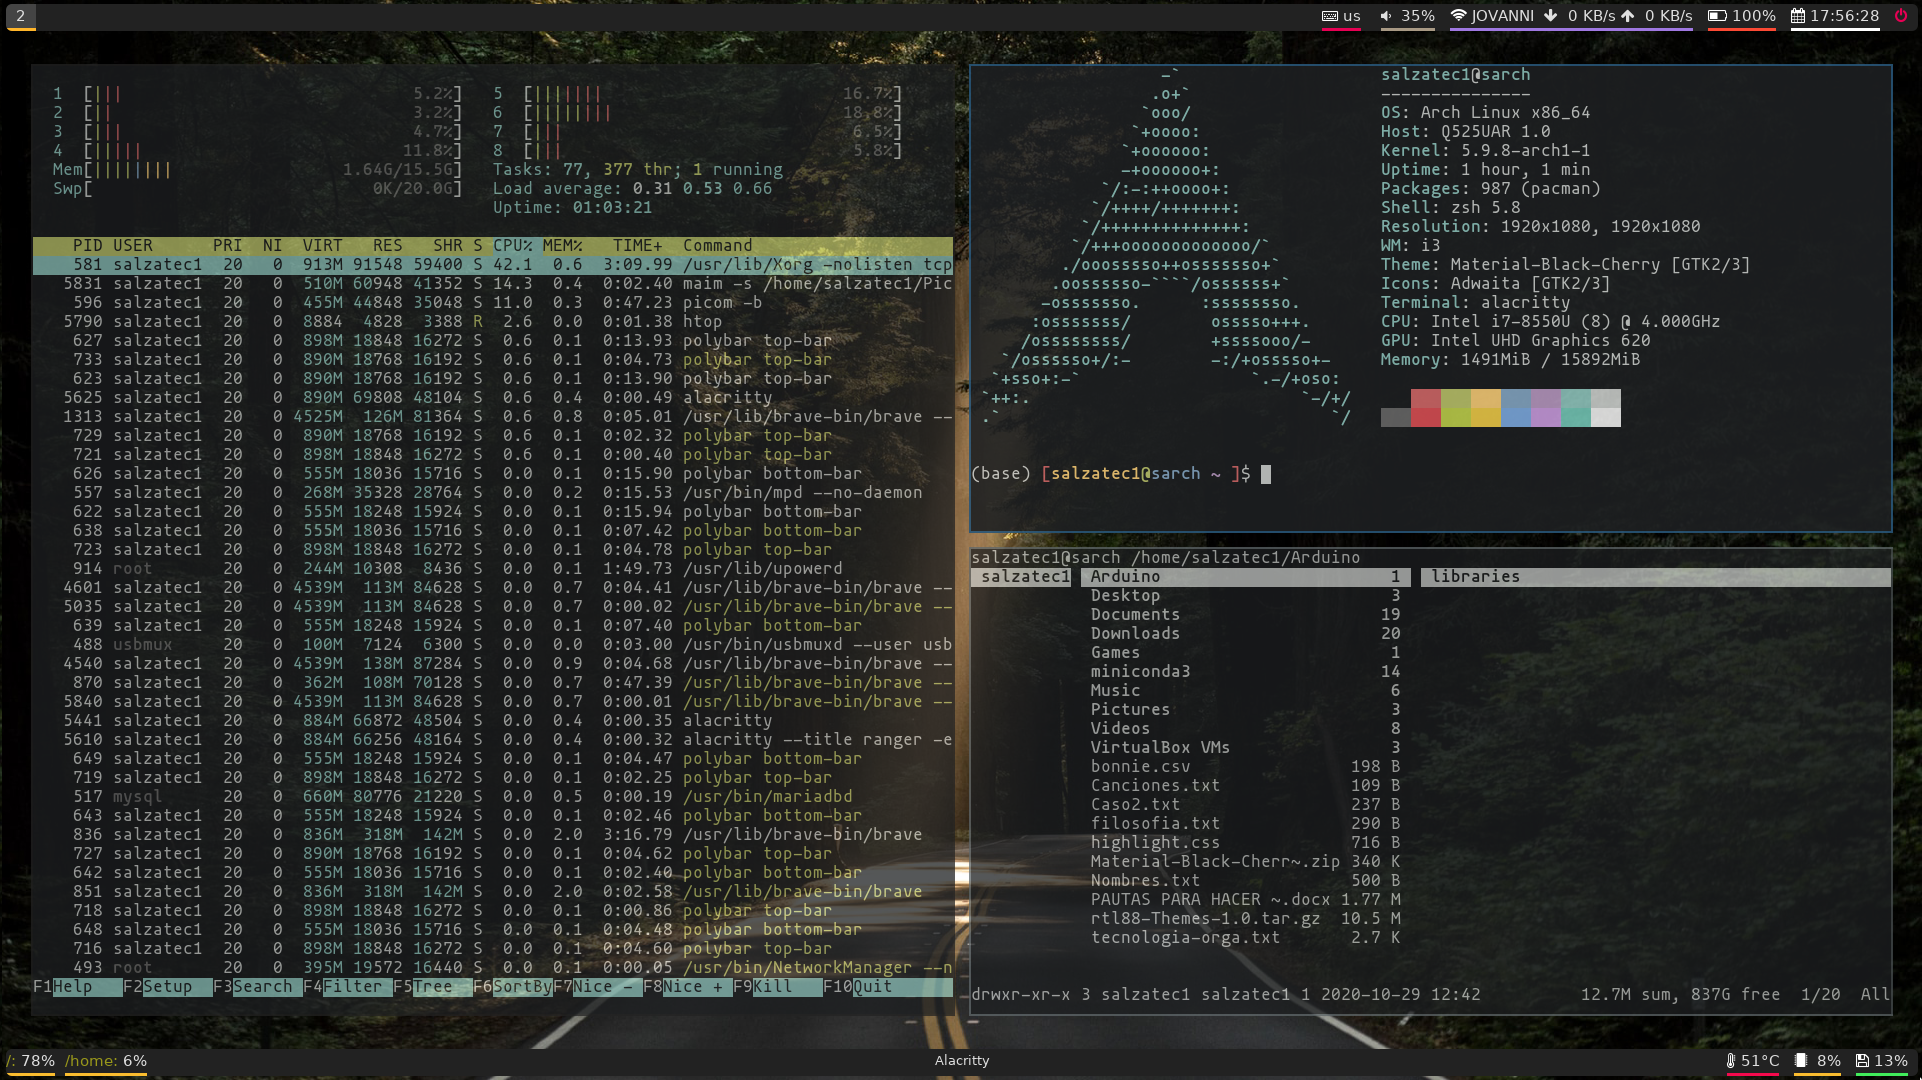 2
us 35% JOVANNI 0 KB/s 0 KB/s 100% 17:56:28
1 [||| 5.2%] 5 [||||||| 16.7%]
2 [|| 3.2%] 6 [|||||||| 18.8%]
3 [||| 4.7%] 7 [||| 6.5%]
4 [||||| 11.8%] 8 [||| 5.8%]
Mem[|||||||| 1.64G/15.5G] Tasks: 77, 377 thr; 1 running
Swp[ 0K/20.0G] Load average: 0.31 0.53 0.66
Uptime: 01:03:21
PID USER PRI NI VIRT RES SHR S CPU% MEM% TIME+ Command
581 salzatec1 20 0 913M 91548 59400 S 42.1 0.6 3:09.99 /usr/lib/Xorg -nolisten tcp
5831 salzatec1 20 0 510M 60948 41352 S 14.3 0.4 0:02.40 maim -s /home/salzatec1/Pic
596 salzatec1 20 0 455M 44848 35048 S 11.0 0.3 0:47.23 picom -b
5790 salzatec1 20 0 8884 4828 3388 R 2.6 0.0 0:01.38 htop
627 salzatec1 20 0 898M 18848 16272 S 0.6 0.1 0:13.93 polybar top-bar
733 salzatec1 20 0 890M 18768 16192 S 0.6 0.1 0:04.73 polybar top-bar
623 salzatec1 20 0 890M 18768 16192 S 0.6 0.1 0:13.90 polybar top-bar
5625 salzatec1 20 0 890M 69808 48104 S 0.6 0.4 0:00.49 alacritty
1313 salzatec1 20 0 4525M 126M 81364 S 0.6 0.8 0:05.01 /usr/lib/brave-bin/brave --
729 salzatec1 20 0 890M 18768 16192 S 0.6 0.1 0:02.32 polybar top-bar
721 salzatec1 20 0 898M 18848 16272 S 0.6 0.1 0:00.40 polybar top-bar
626 salzatec1 20 0 555M 18036 15716 S 0.0 0.1 0:15.90 polybar bottom-bar
557 salzatec1 20 0 268M 35328 28764 S 0.0 0.2 0:15.53 /usr/bin/mpd --no-daemon
622 salzatec1 20 0 555M 18248 15924 S 0.0 0.1 0:15.94 polybar bottom-bar
638 salzatec1 20 0 555M 18036 15716 S 0.0 0.1 0:07.42 polybar bottom-bar
723 salzatec1 20 0 898M 18848 16272 S 0.0 0.1 0:04.78 polybar top-bar
914 root 20 0 244M 10308 8436 S 0.0 0.1 1:49.73 /usr/lib/upowerd
4601 salzatec1 20 0 4539M 113M 84628 S 0.0 0.7 0:04.41 /usr/lib/brave-bin/brave --
5035 salzatec1 20 0 4539M 113M 84628 S 0.0 0.7 0:00.02 /usr/lib/brave-bin/brave --
639 salzatec1 20 0 555M 18248 15924 S 0.0 0.1 0:07.40 polybar bottom-bar
488 usbmux 20 0 100M 7124 6300 S 0.0 0.0 0:03.00 /usr/bin/usbmuxd --user usb
4540 salzatec1 20 0 4539M 138M 87284 S 0.0 0.9 0:04.68 /usr/lib/brave-bin/brave --
870 salzatec1 20 0 362M 108M 70128 S 0.0 0.7 0:47.39 /usr/lib/brave-bin/brave --
5840 salzatec1 20 0 4539M 113M 84628 S 0.0 0.7 0:00.01 /usr/lib/brave-bin/brave --
5441 salzatec1 20 0 884M 66872 48504 S 0.0 0.4 0:00.35 alacritty
5610 salzatec1 20 0 884M 66256 48164 S 0.0 0.4 0:00.32 alacritty --title ranger -e
649 salzatec1 20 0 555M 18248 15924 S 0.0 0.1 0:04.47 polybar bottom-bar
719 salzatec1 20 0 898M 18848 16272 S 0.0 0.1 0:02.25 polybar top-bar
517 mysql 20 0 660M 80776 21220 S 0.0 0.5 0:00.19 /usr/bin/mariadbd
643 salzatec1 20 0 555M 18248 15924 S 0.0 0.1 0:02.46 polybar bottom-bar
836 salzatec1 20 0 836M 318M 142M S 0.0 2.0 3:16.79 /usr/lib/brave-bin/brave
727 salzatec1 20 0 890M 18768 16192 S 0.0 0.1 0:04.62 polybar top-bar
642 salzatec1 20 0 555M 18036 15716 S 0.0 0.1 0:02.40 polybar bottom-bar
851 salzatec1 20 0 836M 318M 142M S 0.0 2.0 0:02.58 /usr/lib/brave-bin/brave
718 salzatec1 20 0 898M 18848 16272 S 0.0 0.1 0:00.86 polybar top-bar
648 salzatec1 20 0 555M 18036 15716 S 0.0 0.1 0:04.48 polybar bottom-bar
716 salzatec1 20 0 898M 18848 16272 S 0.0 0.1 0:04.60 polybar top-bar
493 root 20 0 395M 19572 16440 S 0.0 0.1 0:00.05 /usr/bin/NetworkManager --n
F1Help F2Setup F3Search F4Filter F5Tree F6SortByF7Nice - F8Nice + F9Kill F10Quit
-`
.o+`
`ooo/
`+oooo:
`+oooooo:
-+oooooo+:
`/:-:++oooo+:
`/++++/+++++++:
`/++++++++++++++:
`/+++ooooooooooooo/`
./ooosssso++osssssso+`
.oossssso-````/ossssss+`
-osssssso. :ssssssso.
:osssssss/ osssso+++.
/ossssssss/ +ssssooo/-
`/ossssso+/:- -:/+osssso+-
`+sso+:-` `.-/+oso:
`++:. `-/+/
.` `/
salzatec1@sarch
---------------
OS: Arch Linux x86_64
Host: Q525UAR 1.0
Kernel: 5.9.8-arch1-1
Uptime: 1 hour, 1 min
Packages: 987 (pacman)
Shell: zsh 5.8
Resolution: 1920x1080, 1920x1080
WM: i3
Theme: Material-Black-Cherry [GTK2/3]
Icons: Adwaita [GTK2/3]
Terminal: alacritty
CPU: Intel i7-8550U (8) @ 4.000GHz
GPU: Intel UHD Graphics 620
Memory: 1491MiB / 15892MiB
(base) [salzatec1@sarch ~ ]$
salzatec1@sarch /home/salzatec1/Arduino
salzatec1 Arduino 1 libraries
Desktop 3
Documents 19
Downloads 20
Games 1
miniconda3 14
Music 6
Pictures 3
Videos 8
VirtualBox VMs 3
bonnie.csv 198 B
Canciones.txt 109 B
Caso2.txt 237 B
filosofia.txt 290 B
highlight.css 716 B
Material-Black-Cherr~.zip 340 K
Nombres.txt 500 B
PAUTAS PARA HACER ~.docx 1.77 M
rtl88-Themes-1.0.tar.gz 10.5 M
tecnologia-orga.txt 2.7 K
drwxr-xr-x 3 salzatec1 salzatec1 1 2020-10-29 12:42 12.7M sum, 837G free 1/20 All
/: 78% /home: 6% Alacritty 51°C 8% 13%